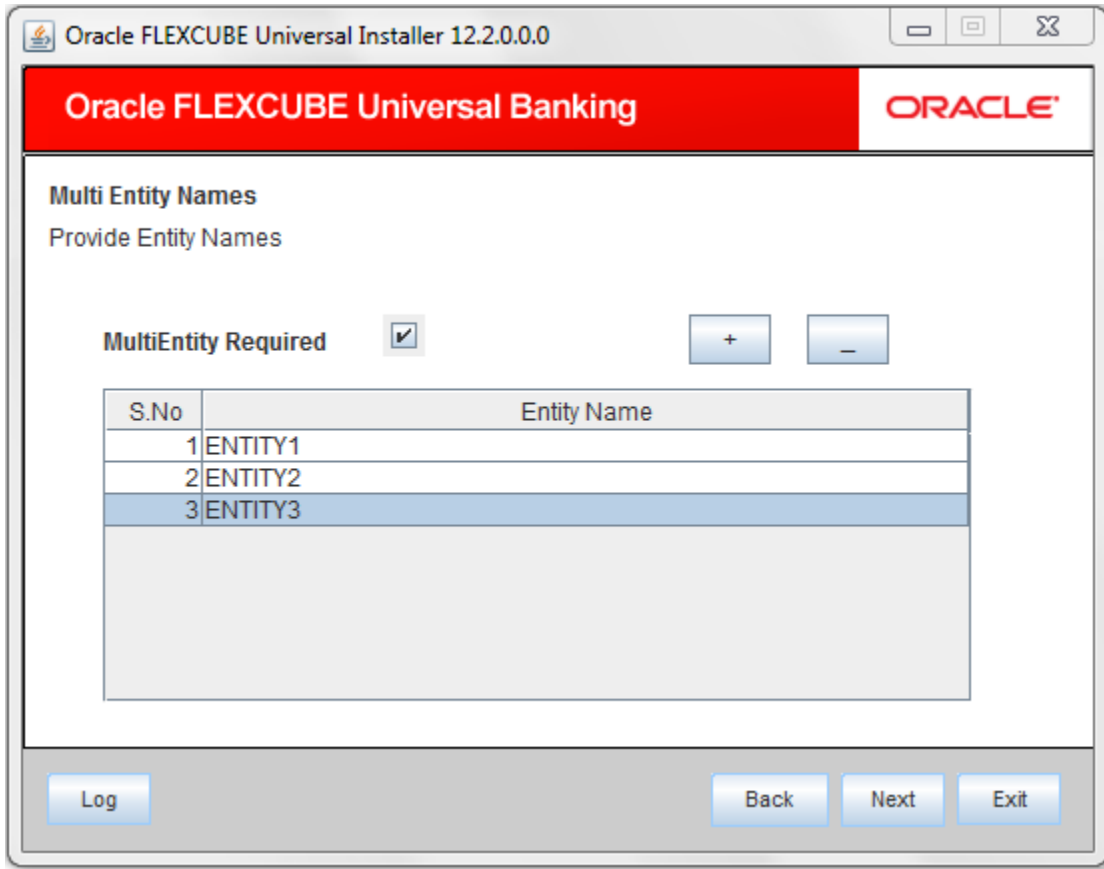 Oracle FLEXCUBE Universal Installer 12.2.0.0.0
Oracle FLEXCUBE Universal Banking
ORACLE
Multi Entity Names
Provide Entity Names
MultiEntity Required + _
S.No Entity Name
1 ENTITY1
2 ENTITY2
3 ENTITY3
Log Back Next Exit